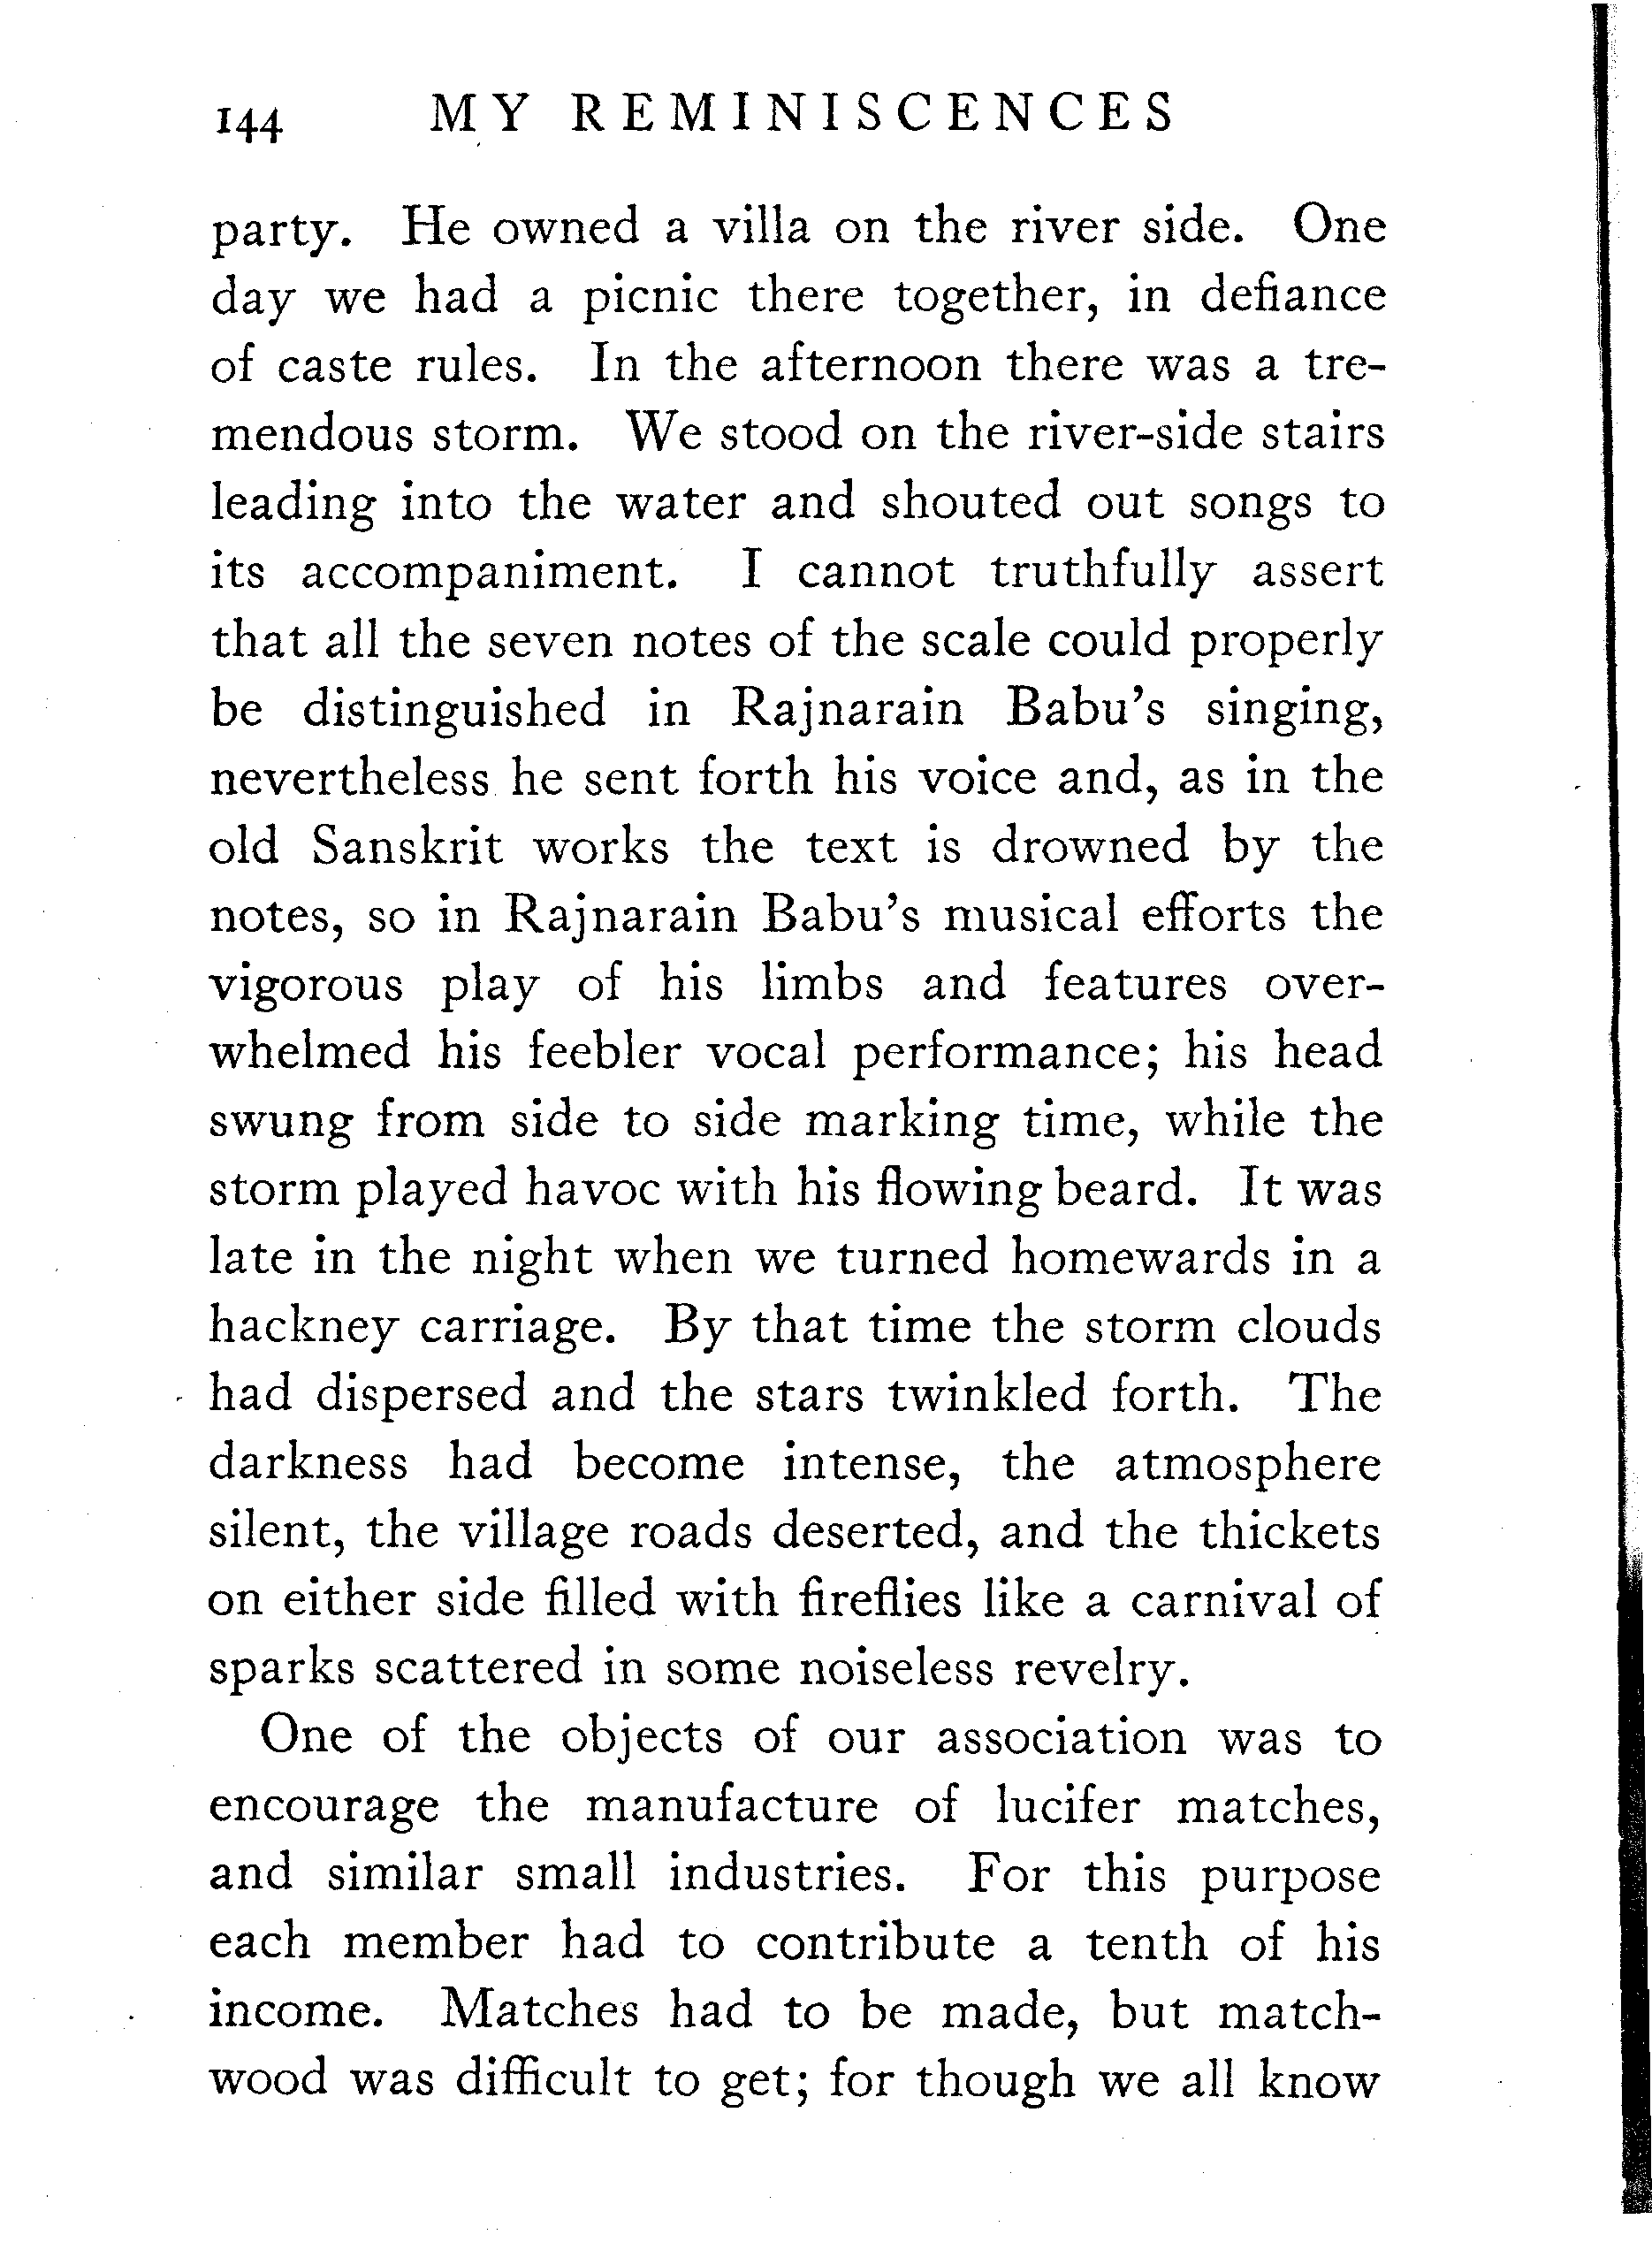 144 MY REMINISCENCES
party. He owned a villa on the river side. One
day we had a picnic there together, in defiance
of caste rules. In the afternoon there was a tre-
mendous storm. We stood on the river-side stairs
leading into the water and shouted out songs to
its accompaniment. I cannot truthfully assert
that all the seven notes of the scale could properly
be distinguished in Rajnarain Babu's singing,
nevertheless he sent forth his voice and, as in the
old Sanskrit works the text is drowned by the
notes, so in Rajnarain Babu's musical efforts the
vigorous play of his limbs and features over-
whelmed his feebler vocal performance; his head
swung from side to side marking time, while the
storm played havoc with his flowing beard. It was
late in the night when we turned homewards in a
hackney carriage. By that time the storm clouds
had dispersed and the stars twinkled forth. The
darkness had become intense, the atmosphere
silent, the village roads deserted, and the thickets
on either side filled with fireflies like a carnival of
sparks scattered in some noiseless revelry.
One of the objects of our association was to
encourage the manufacture of lucifer matches,
and similar small industries. For this purpose
each member had to contribute a tenth of his
income. Matches had to be made, but match-
wood was difficult to get; for though we all know